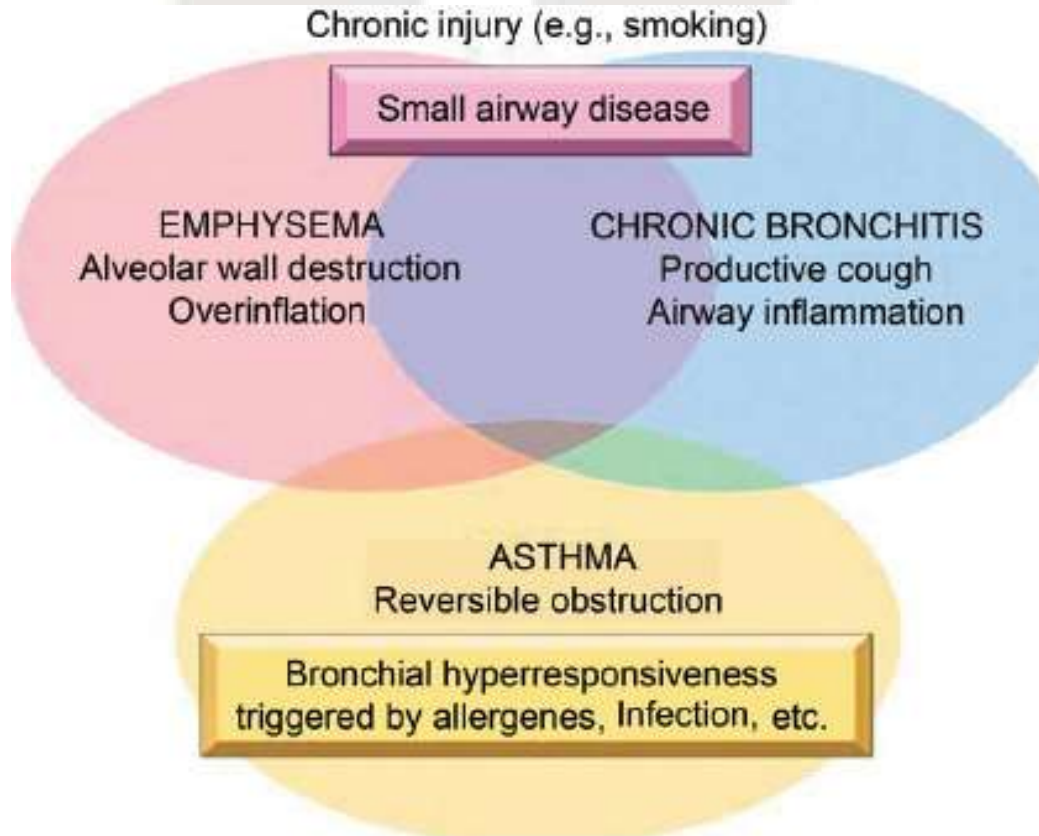 Chronic injury (e.g., smoking)
Small airway disease
EMPHYSEMA
Alveolar wall destruction
Overinflation
CHRONIC BRONCHITIS
Productive cough
Airway inflammation
ASTHMA
Reversible obstruction
Bronchial hyperresponsiveness
triggered by allergenes, Infection, etc.